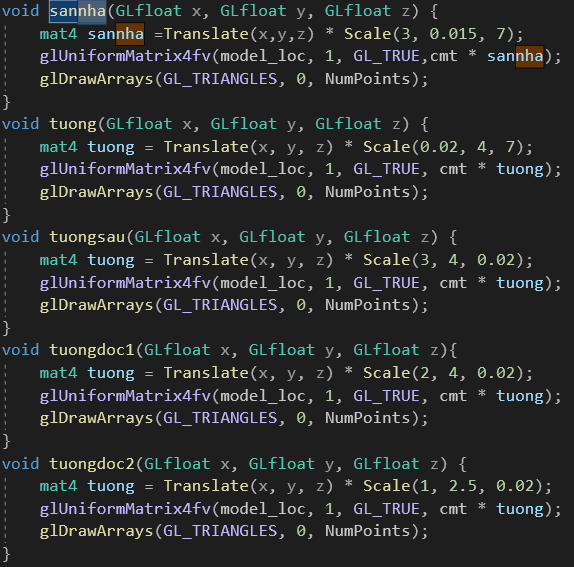 void sannha(GLfloat x, GLfloat y, GLfloat z) {
    mat4 sannha =Translate(x,y,z) * Scale(3, 0.015, 7);
    glUniformMatrix4fv(model_loc, 1, GL_TRUE,cmt * sannha);
    glDrawArrays(GL_TRIANGLES, 0, NumPoints);
}
void tuong(GLfloat x, GLfloat y, GLfloat z) {
    mat4 tuong = Translate(x, y, z) * Scale(0.02, 4, 7);
    glUniformMatrix4fv(model_loc, 1, GL_TRUE, cmt * tuong);
    glDrawArrays(GL_TRIANGLES, 0, NumPoints);
}
void tuongsau(GLfloat x, GLfloat y, GLfloat z) {
    mat4 tuong = Translate(x, y, z) * Scale(3, 4, 0.02);
    glUniformMatrix4fv(model_loc, 1, GL_TRUE, cmt * tuong);
    glDrawArrays(GL_TRIANGLES, 0, NumPoints);
}
void tuongdoc1(GLfloat x, GLfloat y, GLfloat z){
    mat4 tuong = Translate(x, y, z) * Scale(2, 4, 0.02);
    glUniformMatrix4fv(model_loc, 1, GL_TRUE, cmt * tuong);
    glDrawArrays(GL_TRIANGLES, 0, NumPoints);
}
void tuongdoc2(GLfloat x, GLfloat y, GLfloat z) {
    mat4 tuong = Translate(x, y, z) * Scale(1, 2.5, 0.02);
    glUniformMatrix4fv(model_loc, 1, GL_TRUE, cmt * tuong);
    glDrawArrays(GL_TRIANGLES, 0, NumPoints);
}